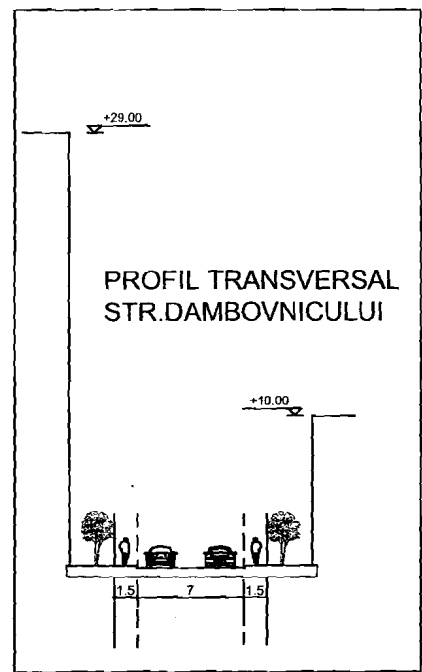 +29.00
PROFIL TRANSVERSAL
STR.DAMBOVNICULUI
+10.00
1.5 7 1.5